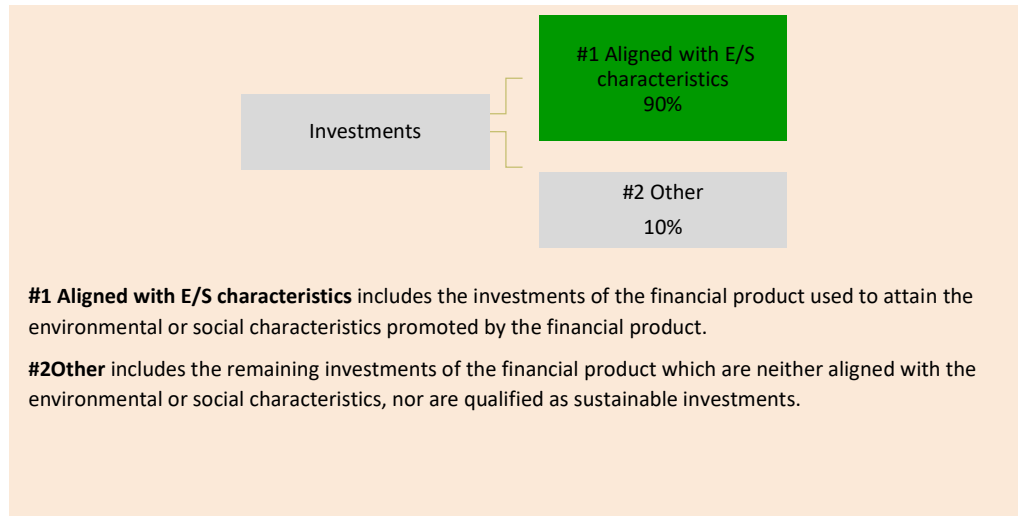 #1 Aligned with E/S
characteristics
90%
Investments
#2 Other
10%
#1 Aligned with E/S characteristics includes the investments of the financial product used to attain the
environmental or social characteristics promoted by the financial product.
#2Other includes the remaining investments of the financial product which are neither aligned with the
environmental or social characteristics, nor are qualified as sustainable investments.